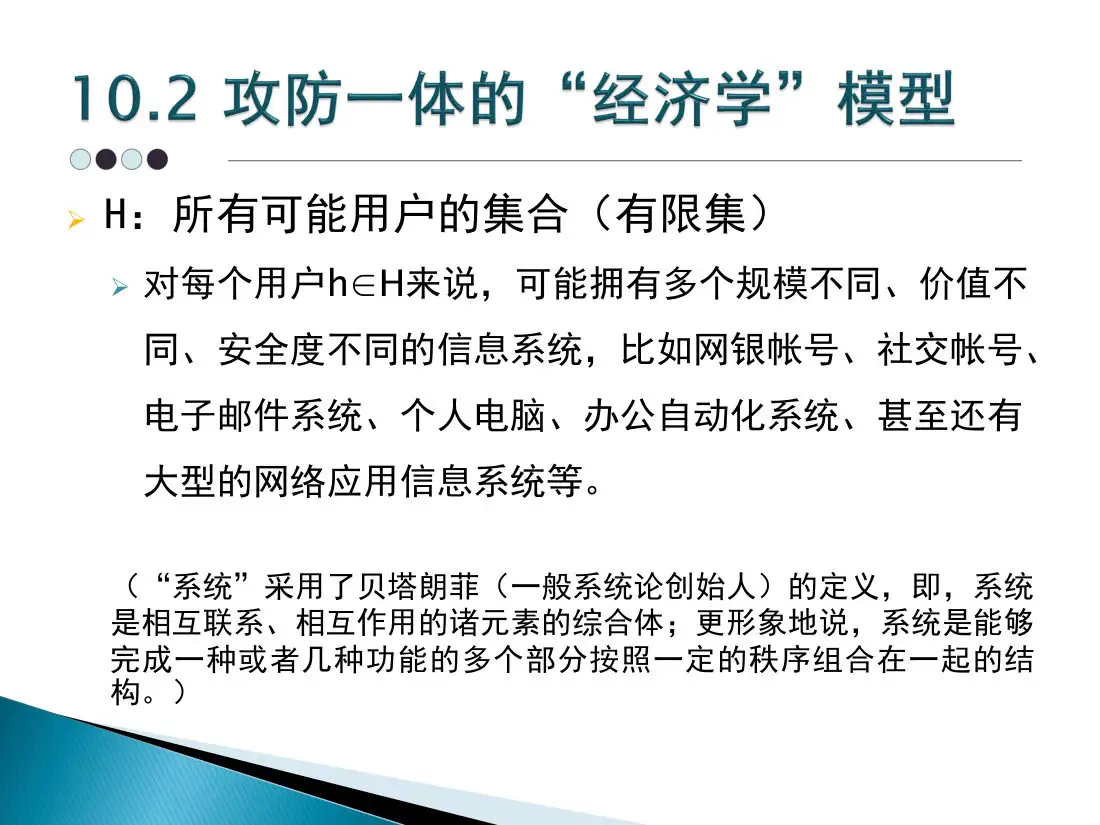 10.2 攻防一体的“经济学”模型
H：所有可能用户的集合（有限集）
对每个用户h∈H来说，可能拥有多个规模不同、价值不
同、安全度不同的信息系统，比如网银帐号、社交帐号、
电子邮件系统、个人电脑、办公自动化系统、甚至还有
大型的网络应用信息系统等。
（“系统”采用了贝塔朗菲（一般系统论创始人）的定义，即，系统
是相互联系、相互作用的诸元素的综合体；更形象地说，系统是能够
完成一种或者几种功能的多个部分按照一定的秩序组合在一起的结
构。）